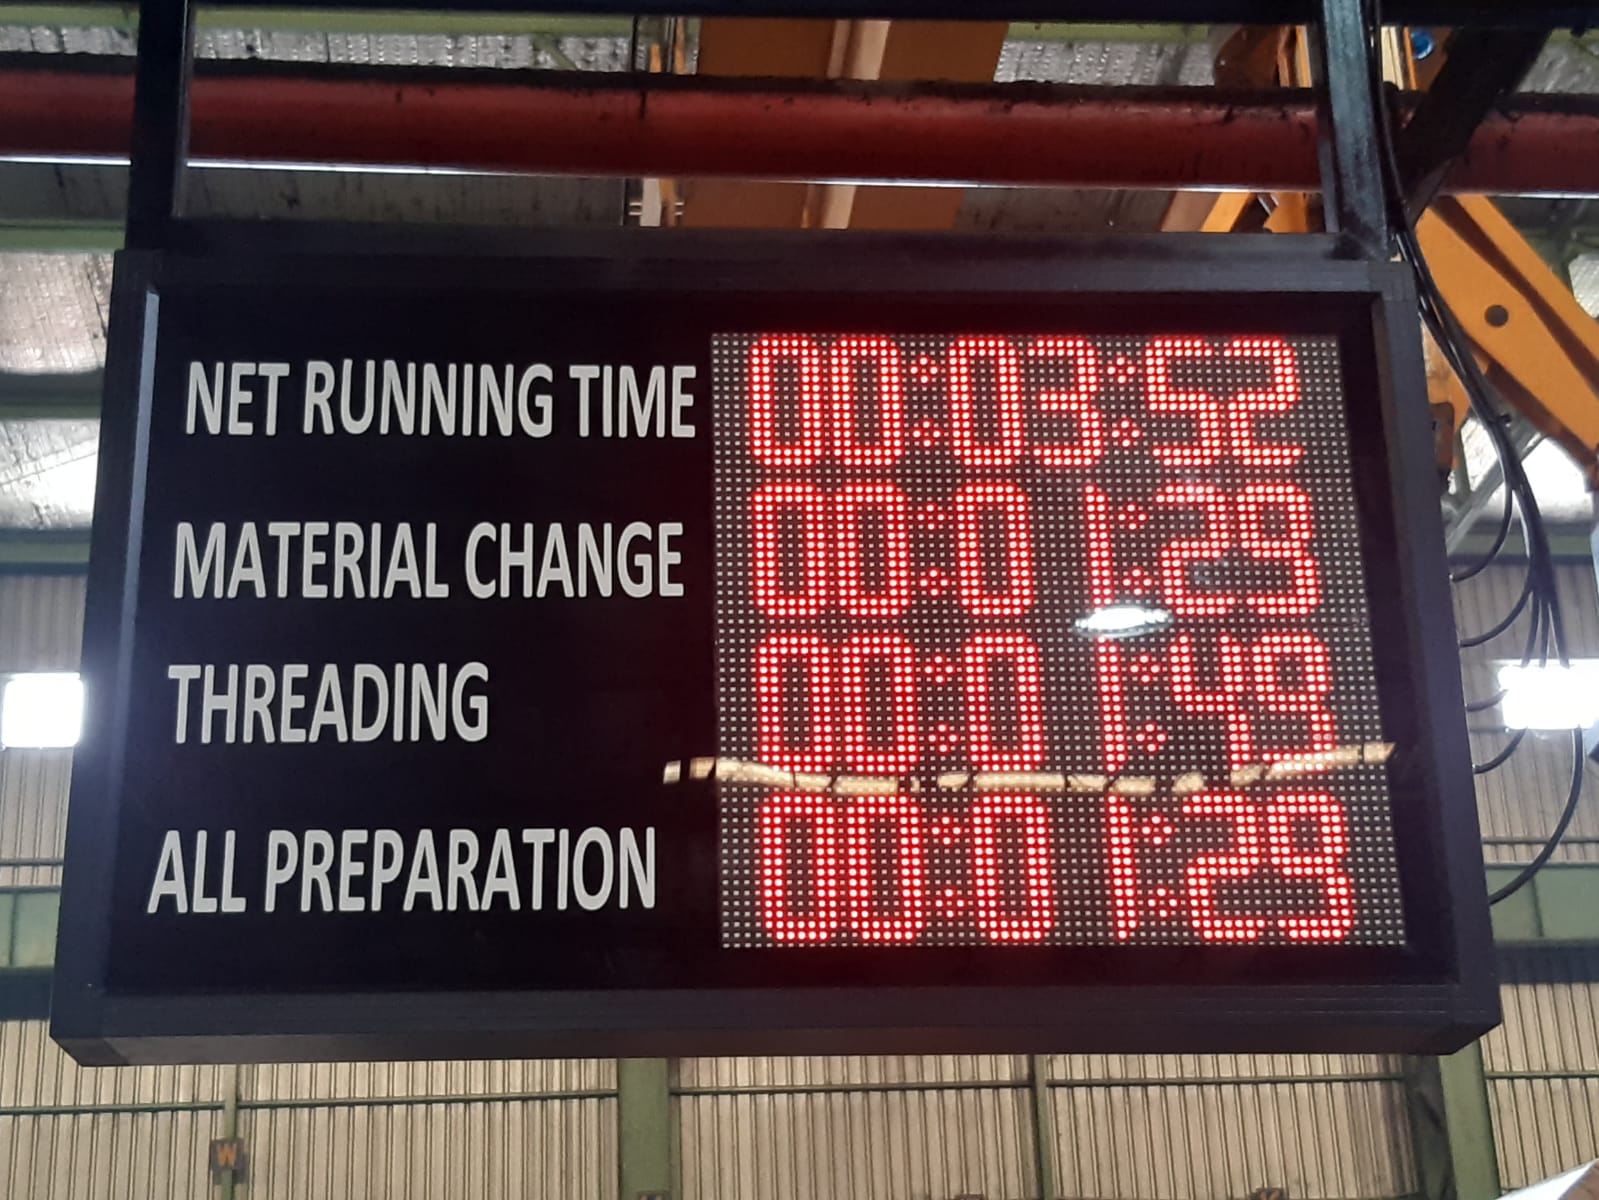 NET RUNNING TIME 00:03:52
MATERIAL CHANGE 00:01:29
THREADING 00:01:49
ALL PREPARATION 00:01:29
W